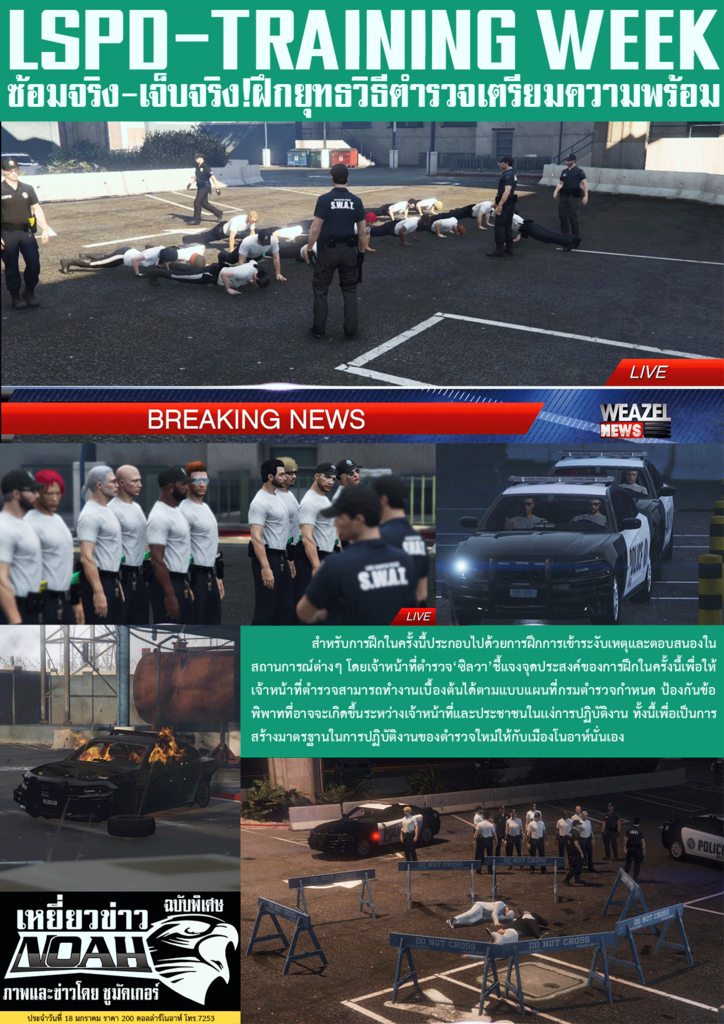 LSPD-TRAINING WEEK
ซ้อมจริง-เจ็บจริง!ฝึกยุทธวิธีตำรวจเตรียมความพร้อม
S.W.A.T.
LIVE
BREAKING NEWS
WEAZEL
NEWS
S.W.A.T.
LIVE
POLICE
สำหรับการฝึกในครั้งนี้ประกอบไปด้วยการฝึกการเข้าระงับเหตุและตอบสนองใน
สถานการณ์ต่างๆ โดยเจ้าหน้าที่ตำรวจ‘ซิลวา’ชี้แจงจุดประสงค์ของการฝึกในครั้งนี้เพื่อให้
เจ้าหน้าที่ตำรวจสามารถทำงานเบื้องต้นได้ตามแบบแผนที่กรมตำรวจกำหนด ป้องกันข้อ
พิพาทที่อาจจะเกิดขึ้นระหว่างเจ้าหน้าที่และประชาชนในแง่การปฏิบัติงาน ทั้งนี้เพื่อเป็นการ
สร้างมาตรฐานในการปฏิบัติงานของตำรวจใหม่ให้กับเมืองโนอาห์นั่นเอง
POLICE
DO NOT CROSS
DO NOT CROSS
DO NOT CROSS
DO NOT CROSS
DO NOT CROSS
ฉบับพิเศษ
เหยี่ยวข่าว
NOAH
ภาพและข่าวโดย ชูมัคเกอร์
ประจำวันที่ 18 มกราคม ราคา 200 ดอลล่าร์โนอาห์ โทร.7253